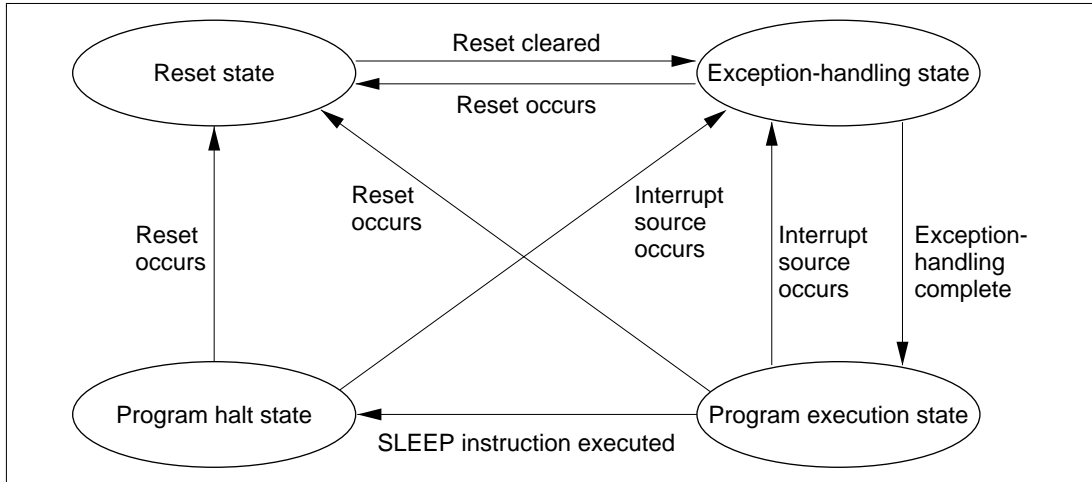 Reset cleared
Reset state
Exception-handling state
Reset occurs
Reset
occurs
Interrupt
source
occurs
Reset
occurs
Interrupt
source
occurs
Exception-
handling
complete
Program halt state
Program execution state
SLEEP instruction executed